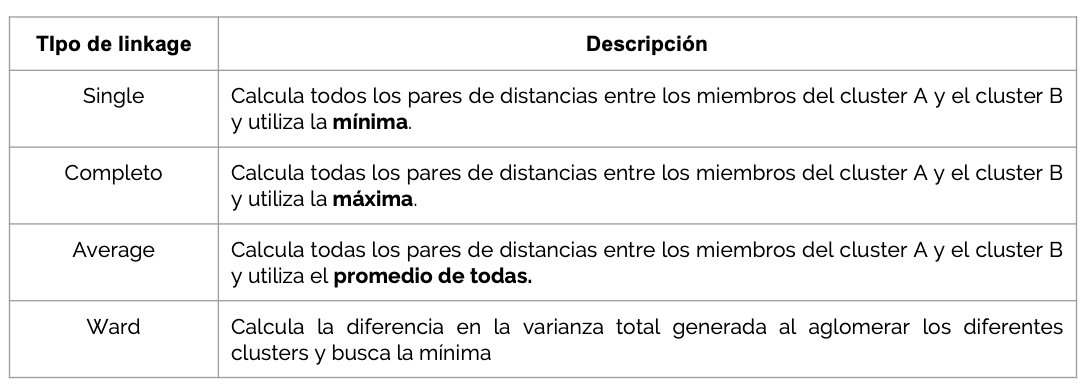 TIpo de linkage
Descripción
Single
Calcula todos los pares de distancias entre los miembros del cluster A y el cluster B
y utiliza la mínima.
Completo
Calcula todas los pares de distancias entre los miembros del cluster A y el cluster B
y utiliza la máxima.
Average
Calcula todas los pares de distancias entre los miembros del cluster A y el cluster B
y utiliza el promedio de todas.
Ward
Calcula la diferencia en la varianza total generada al aglomerar los diferentes
clusters y busca la mínima